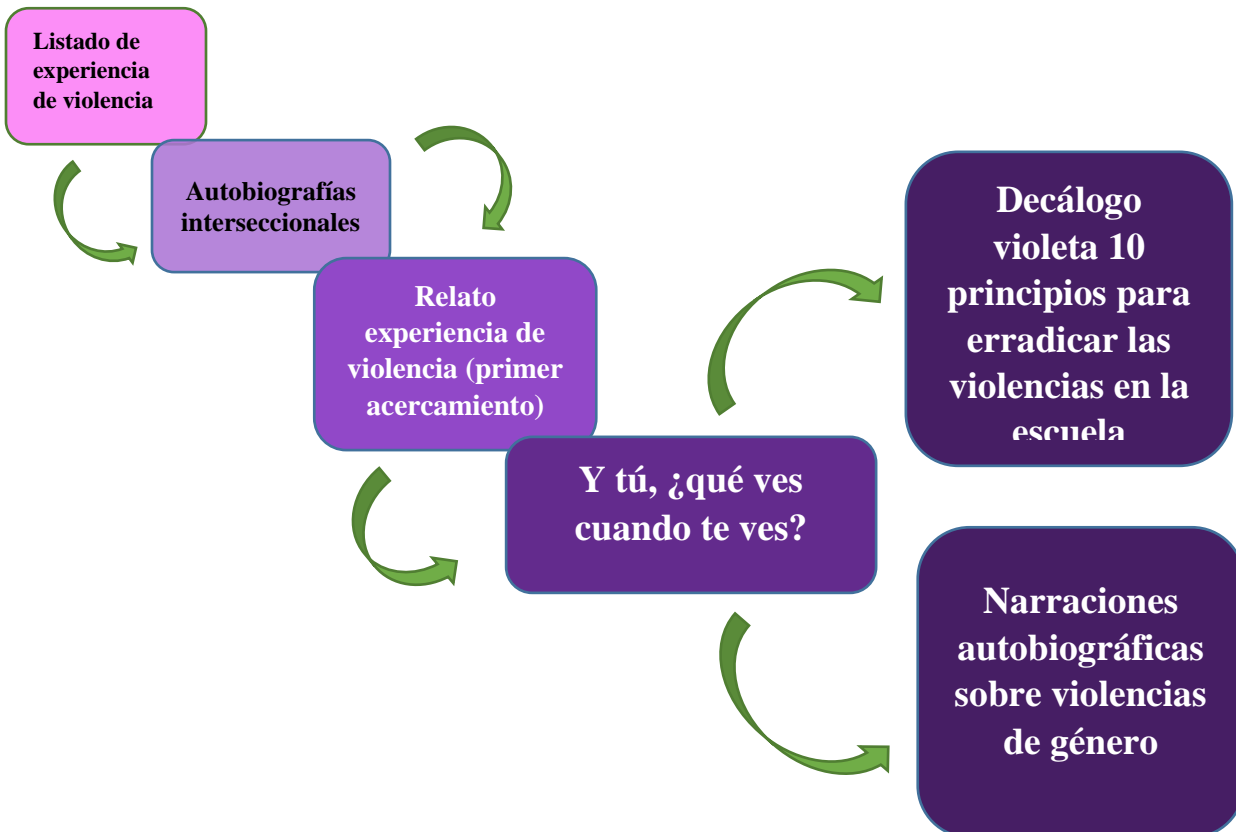 Listado de
experiencia
de violencia
Autobiografías
interseccionales
Relato
experiencia de
violencia (primer
acercamiento)
Y tú, ¿qué ves
cuando te ves?
Decálogo
violeta 10
principios para
erradicar las
violencias en la
escuela
Narraciones
autobiográficas
sobre violencias
de género